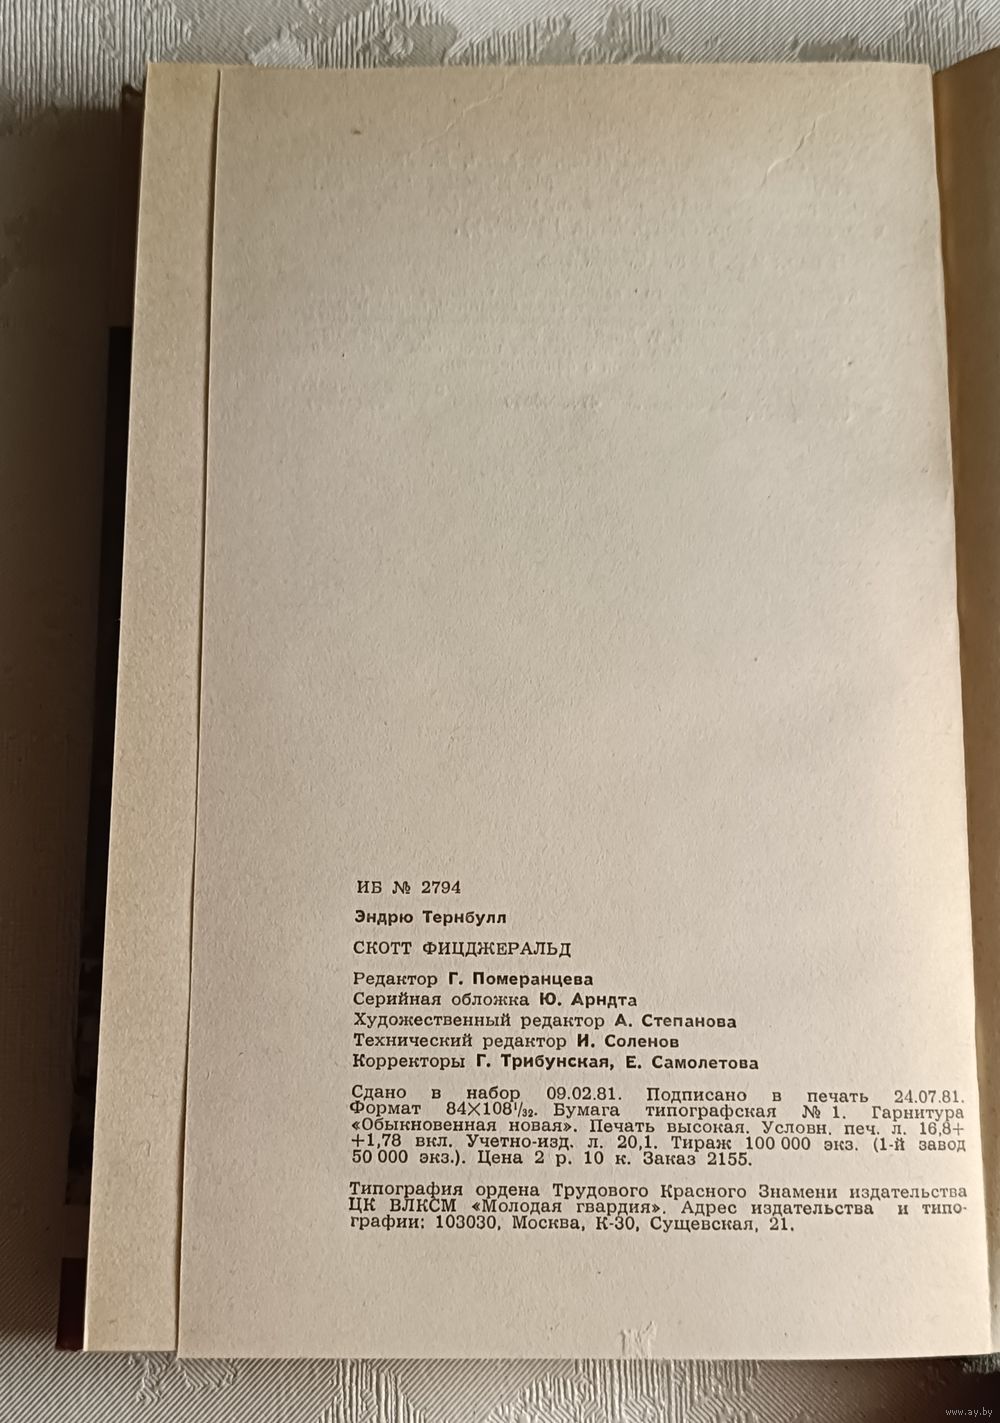 ИБ № 2794
Эндрю Тернбулл
СКОТТ ФИЦДЖЕРАЛЬД
Редактор Г. Померанцева
Серийная обложка Ю. Арндта
Художественный редактор А. Степанова
Технический редактор И. Соленов
Корректоры Г. Трибунская, Е. Самолетова
Сдано в набор 09.02.81. Подписано в печать 24.07.81.
Формат 84×108¹/₃₂. Бумага типографская № 1. Гарнитура
«Обыкновенная новая». Печать высокая. Условн. печ. л. 16,8+
+1,78 вкл. Учетно-изд. л. 20,1. Тираж 100 000 экз. (1-й завод
50 000 экз.). Цена 2 р. 10 к. Заказ 2155.
Типография ордена Трудового Красного Знамени издательства
ЦК ВЛКСМ «Молодая гвардия». Адрес издательства и типо-
графии: 103030, Москва, К-30, Сущевская, 21.
www.ay.by